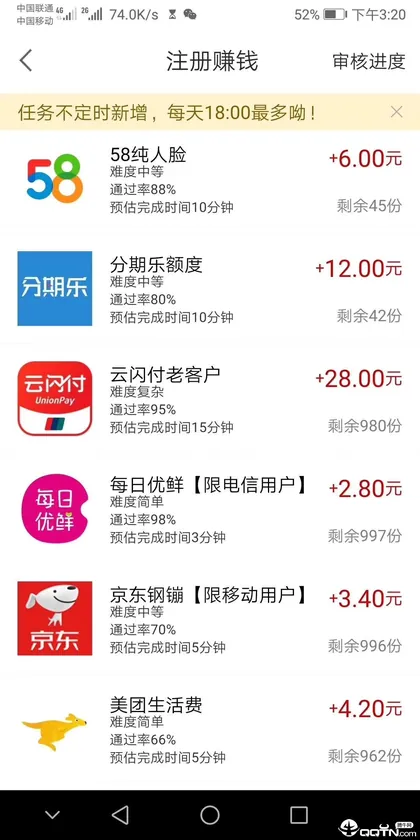 中国联通 4G 2G 74.0K/s 52% 下午3:20
中国移动
注册赚钱 审核进度
任务不定时新增，每天18:00最多呦！
58 58纯人脸 +6.00元
难度中等
通过率88%
预估完成时间10分钟 剩余45份
分期乐 分期乐额度 +12.00元
难度中等
通过率80%
预估完成时间10分钟 剩余42份
云闪付 云闪付老客户 +28.00元
UnionPay 难度复杂
通过率95%
预估完成时间15分钟 剩余980份
每日 每日优鲜【限电信用户】 +2.80元
优鲜 难度简单
通过率98%
预估完成时间3分钟 剩余997份
京东 京东钢镚【限移动用户】 +3.40元
难度中等
通过率70%
预估完成时间5分钟 剩余996份
美团生活费 +4.20元
难度简单
通过率66%
预估完成时间5分钟 剩余962份
QQTN.com